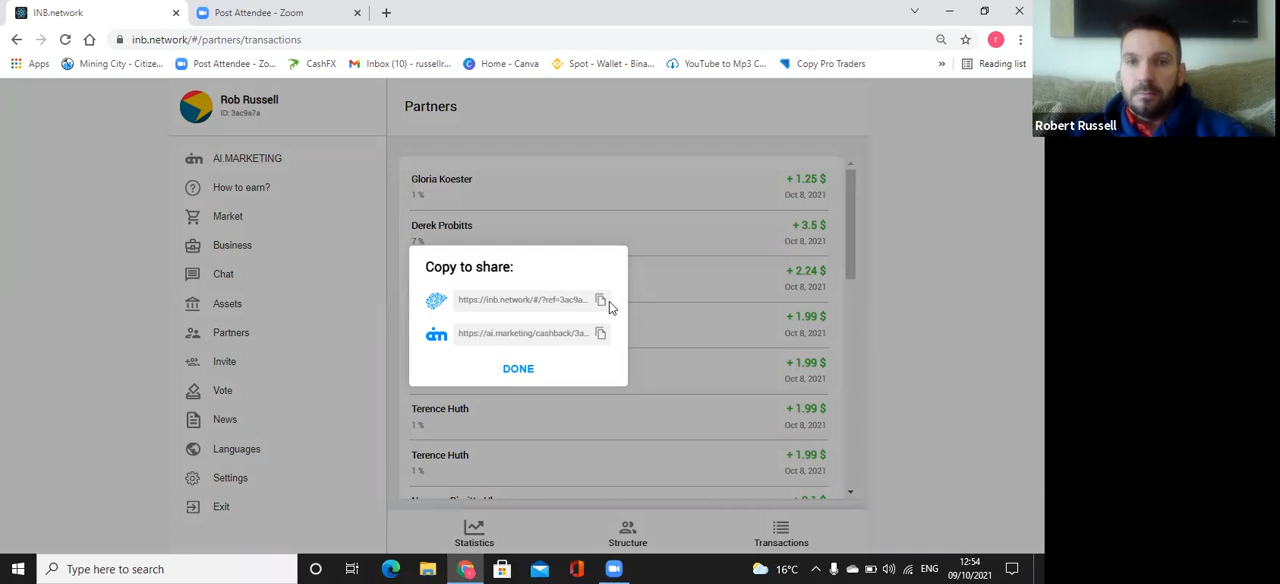 INB.network
Post Attendee - Zoom
inb.network/#/partners/transactions
Apps
Mining City - Citize...
Post Attendee - Zo...
CashFX
Inbox (10) - rusellr...
Home - Canva
Spot - Wallet - Bina...
YouTube to Mp3 C...
Copy Pro Traders
»
Reading list
Robert Russell
Rob Russell
ID: 3ac9a7a
Partners
AI.MARKETING
How to earn?
Market
Business
Chat
Assets
Partners
Invite
Vote
News
Languages
Settings
Exit
Gloria Koester
+ 1.25 $
1 %
Oct 8, 2021
Derek Probitts
+ 3.5 $
7 %
Oct 8, 2021
+ 2.24 $
Oct 8, 2021
+ 1.99 $
Oct 8, 2021
+ 1.99 $
Oct 8, 2021
Copy to share:
https://inb.network/#/?ref=3ac9a...
https://ai.marketing/cashback/3a...
DONE
Terence Huth
+ 1.99 $
1 %
Oct 8, 2021
Terence Huth
+ 1.99 $
1 %
Oct 8, 2021
Statistics
Structure
Transactions
Type here to search
16°C
ENG
12:54
09/10/2021